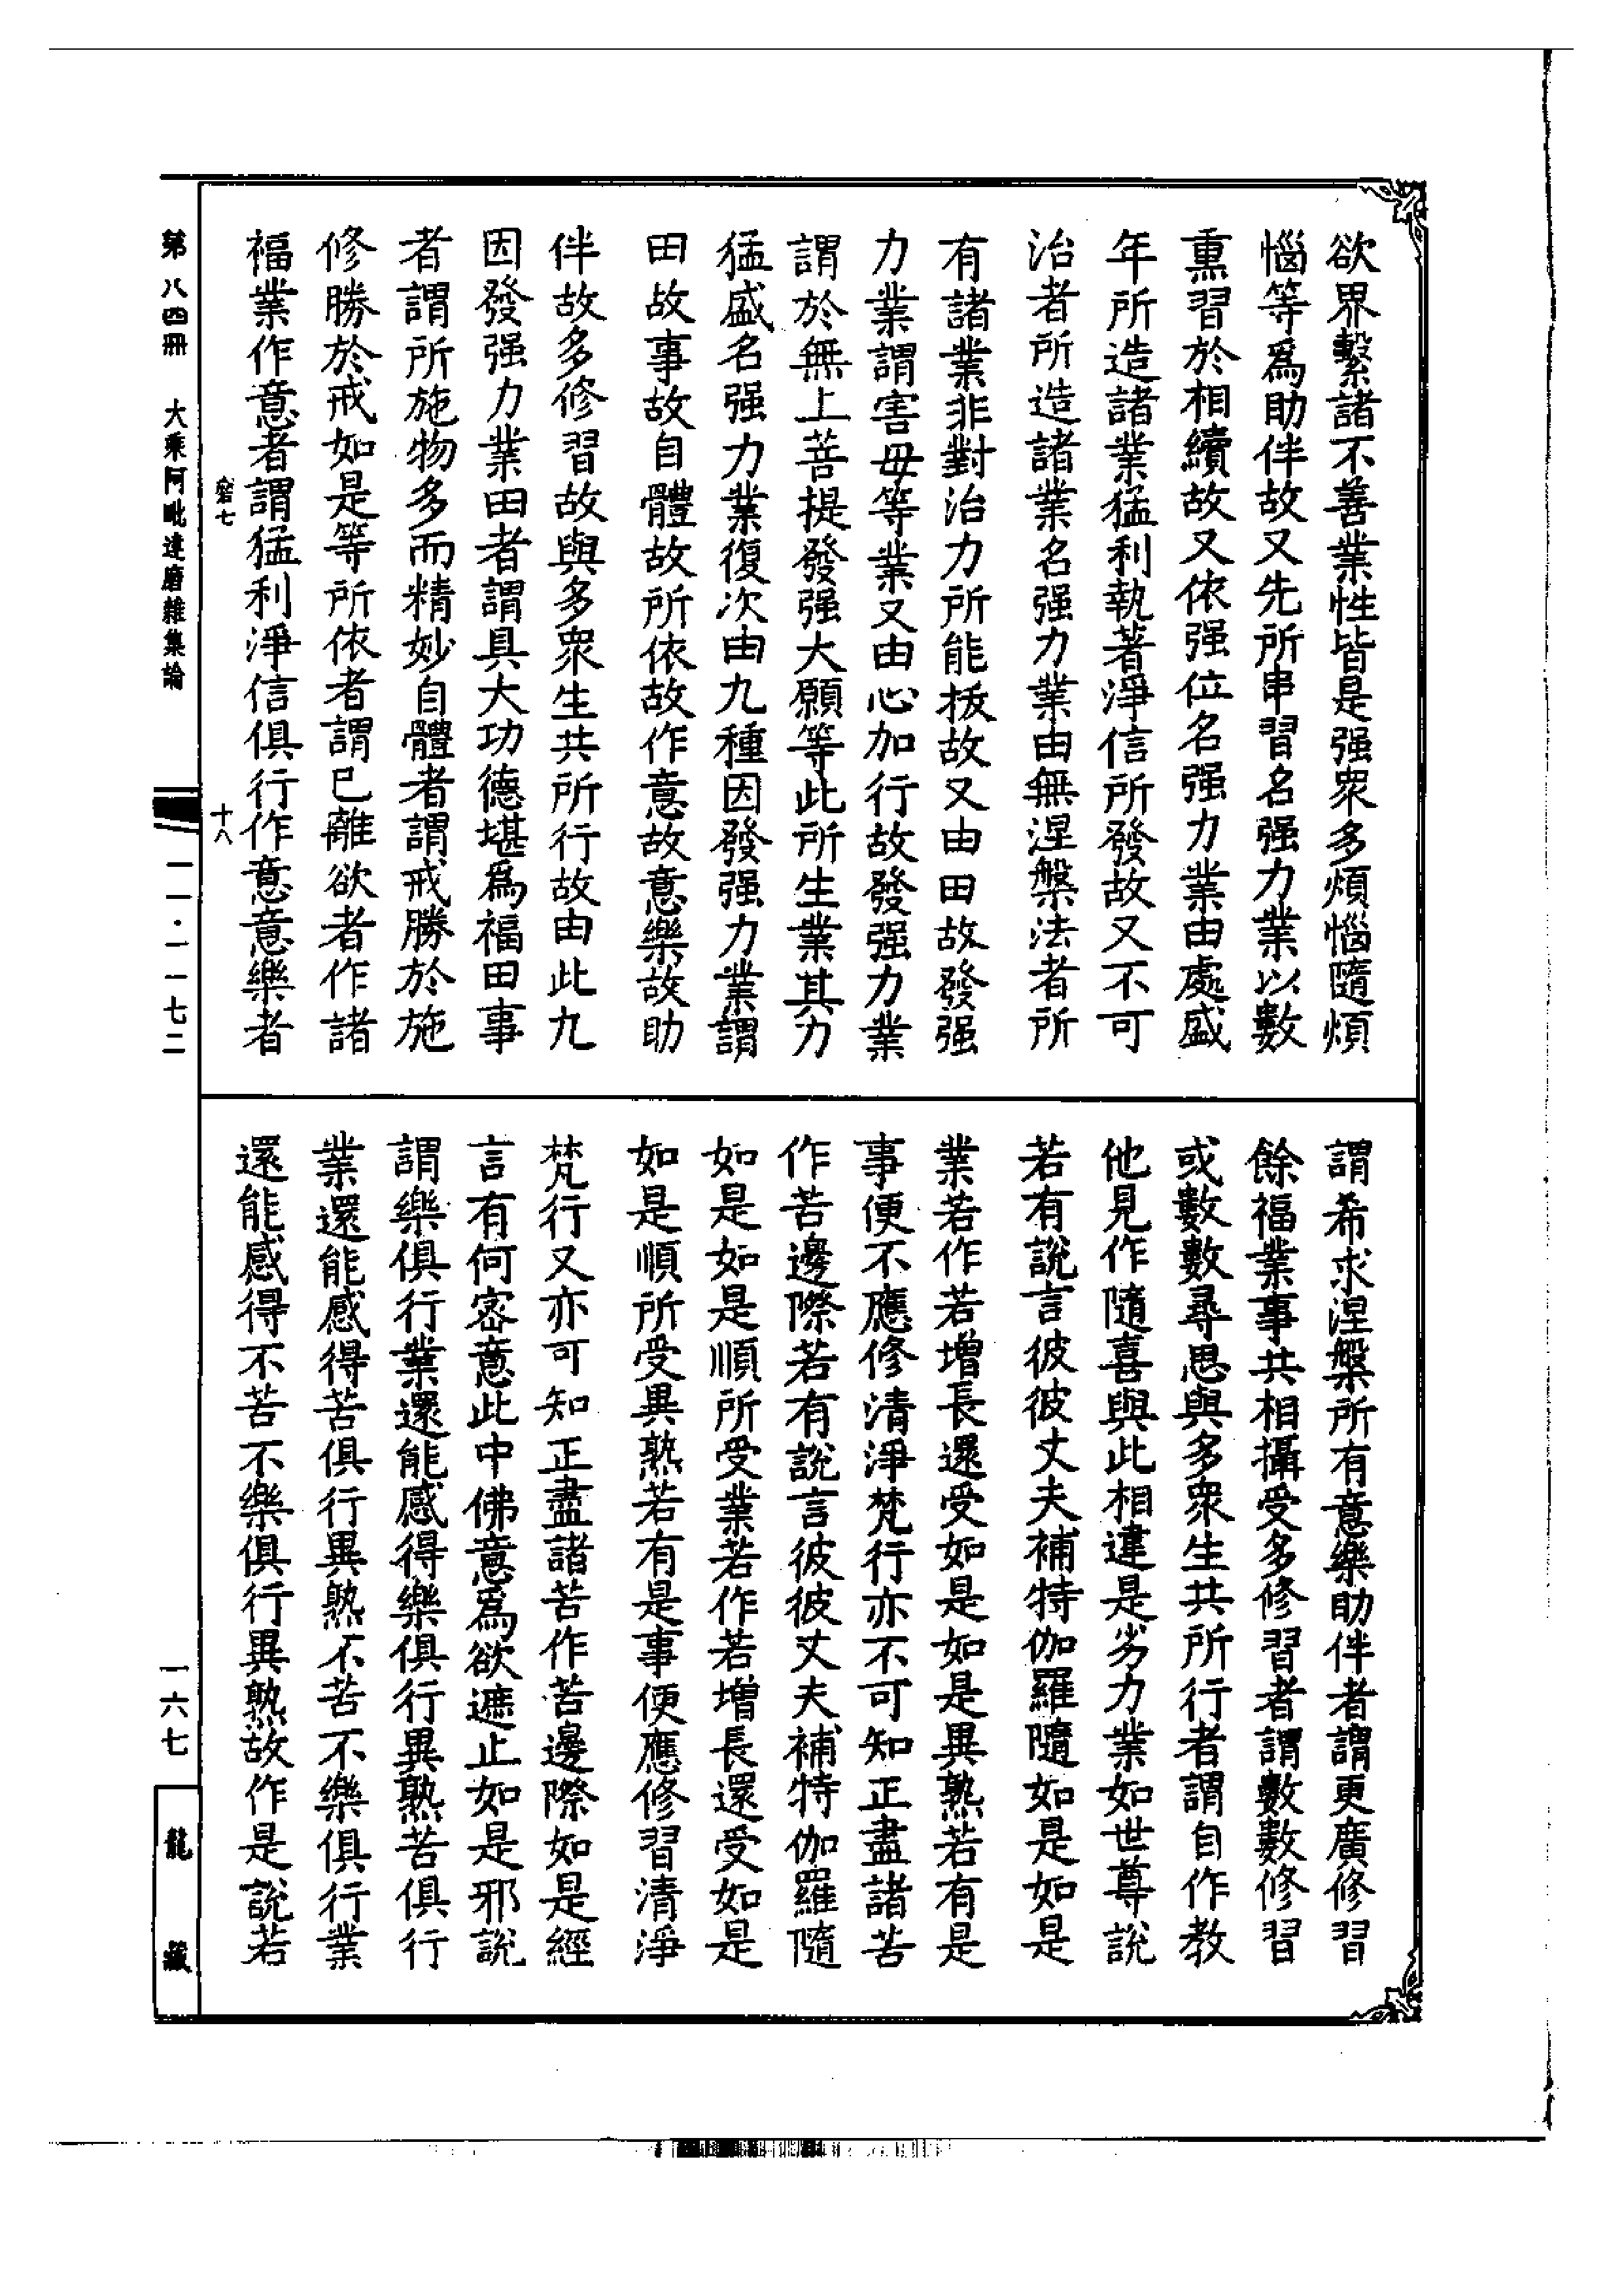 欲界繫諸不善業性皆是强衆多煩惱隨煩
惱等爲助伴故又先所串習名强力業以數
熏習於相續故又依强位名强力業由處盛
年所造諸業猛利執著淨信所發故又不可
治者所造諸業名强力業由無涅槃法者所
有諸業非對治力所能拔故又由田故發强
力業謂害母等業又由心加行故發强力業
謂於無上菩提發强大願等此所生業其力
猛盛名强力業復次由九種因發强力業謂
田故事故自體故所依故作意故意樂故助
伴故多修習故與多衆生共所行故由此九
因發强力業田者謂具大功德堪爲福田事
者謂所施物多而精妙自體者謂戒勝於施
修勝於戒如是等所依者謂已離欲者作諸
福業作意者謂猛利淨信俱行作意意樂者
謂希求涅槃所有意樂助伴者謂更廣修習
餘福業事共相攝受多修習者謂數數修習
或數數尋思與多衆生共所行者謂自作教
他見作隨喜與此相違是劣力業如世尊說
若有說言彼彼丈夫補特伽羅隨如是如是
業若作若增長還受如是如是異熟若有是
事便不應修清淨梵行亦不可知正盡諸苦
作苦邊際若有說言彼彼丈夫補特伽羅隨
如是如是順所受業若作若增長還受如是
如是順所受異熟若有是事便應修習清淨
梵行又亦可知正盡諸苦作苦邊際如是經
言有何密意此中佛意爲欲遮止如是邪說
謂樂俱行業還能感得樂俱行異熟苦俱行
業還能感得苦俱行異熟不苦不樂俱行業
還能感得不苦不樂俱行異熟故作是說若
第八四冊 大乘阿毗達磨雜集論
十八
一一·一一七二
一六七
龍藏